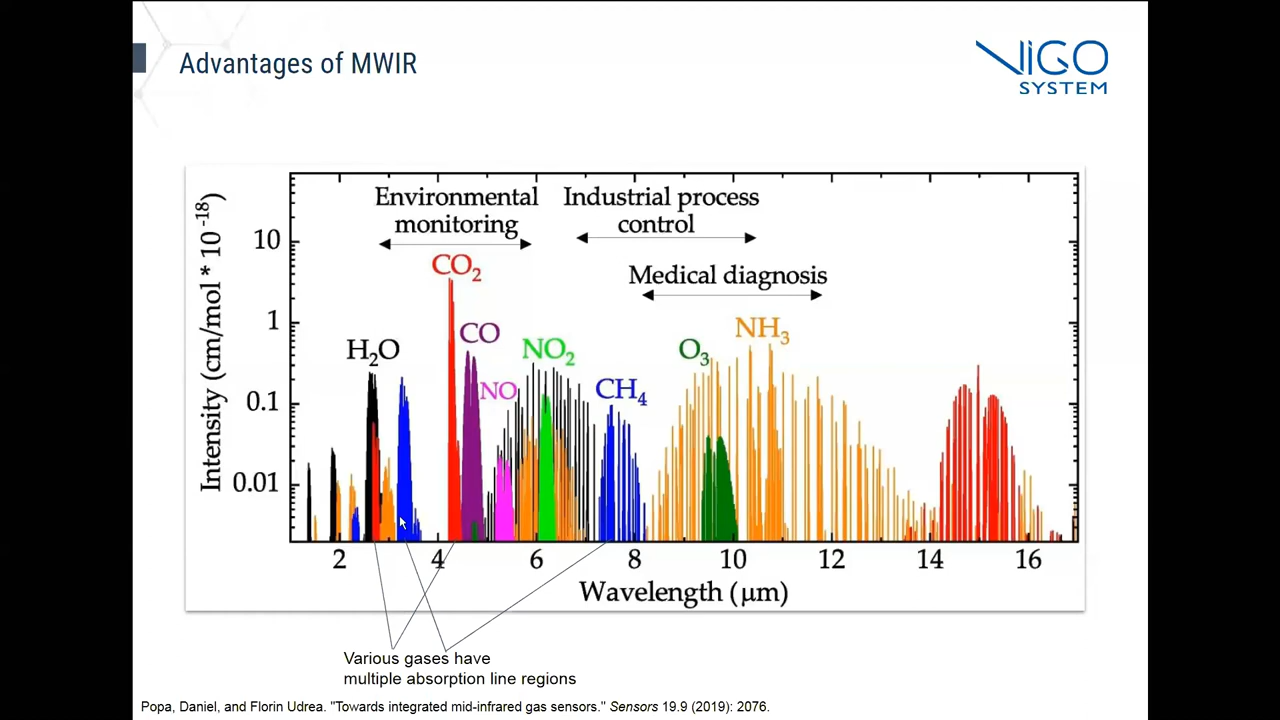 Advantages of MWIR
VIGO
SYSTEM
Environmental
monitoring
Industrial process
control
Medical diagnosis
Intensity (cm/mol * 10 -18)
10
1
0.1
0.01
H2O
CO2
CO
NO
NO2
CH4
O3
NH3
2 4 6 8 10 12 14 16
Wavelength (μm)
Various gases have
multiple absorption line regions
Popa, Daniel, and Florin Udrea. "Towards integrated mid-infrared gas sensors." Sensors 19.9 (2019): 2076.